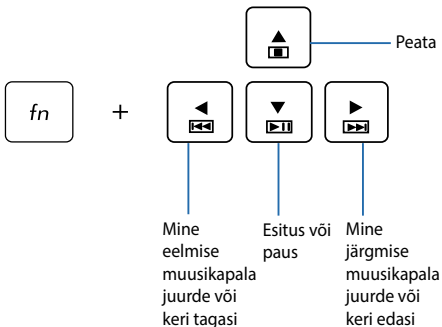 Peata
fn +
Mine
eelmise
muusikapala
juurde või
keri tagasi
Esitus või
paus
Mine
järgmise
muusikapala
juurde või
keri edasi